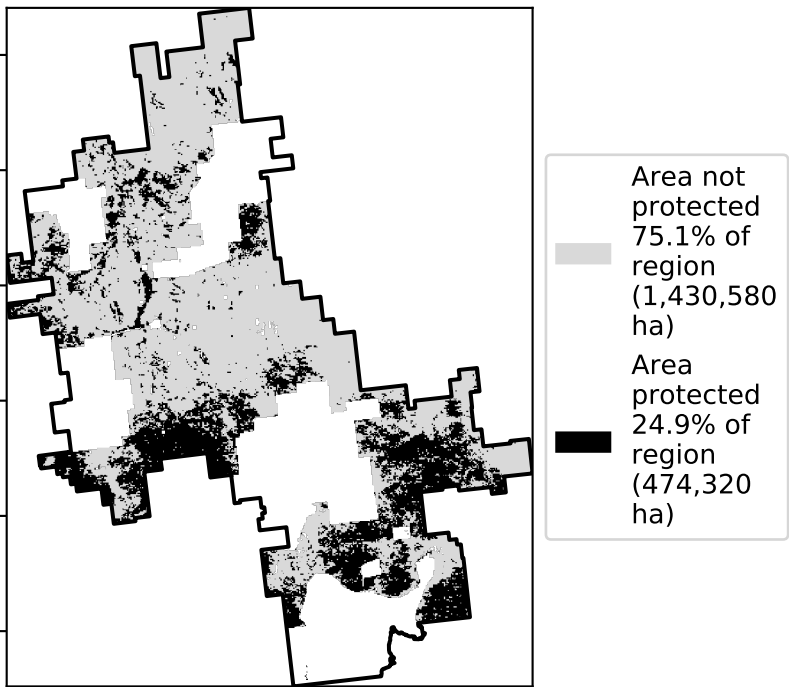 Area not
protected
75.1% of
region
(1,430,580
ha)
Area
protected
24.9% of
region
(474,320
ha)